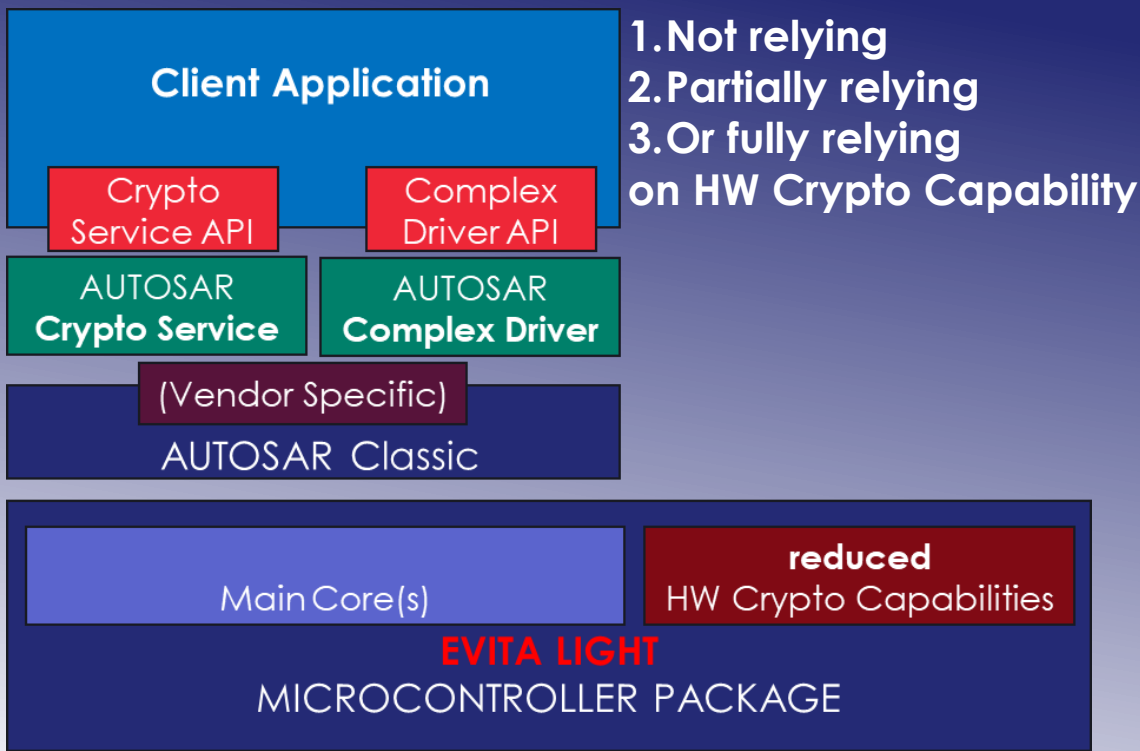 Client Application
1.Not relying
2.Partially relying
3.Or fully relying
on HW Crypto Capability
Crypto
Service API
Complex
Driver API
AUTOSAR
Crypto Service
AUTOSAR
Complex Driver
(Vendor Specific)
AUTOSAR Classic
Main Core(s)
reduced
HW Crypto Capabilities
EVITA LIGHT
MICROCONTROLLER PACKAGE